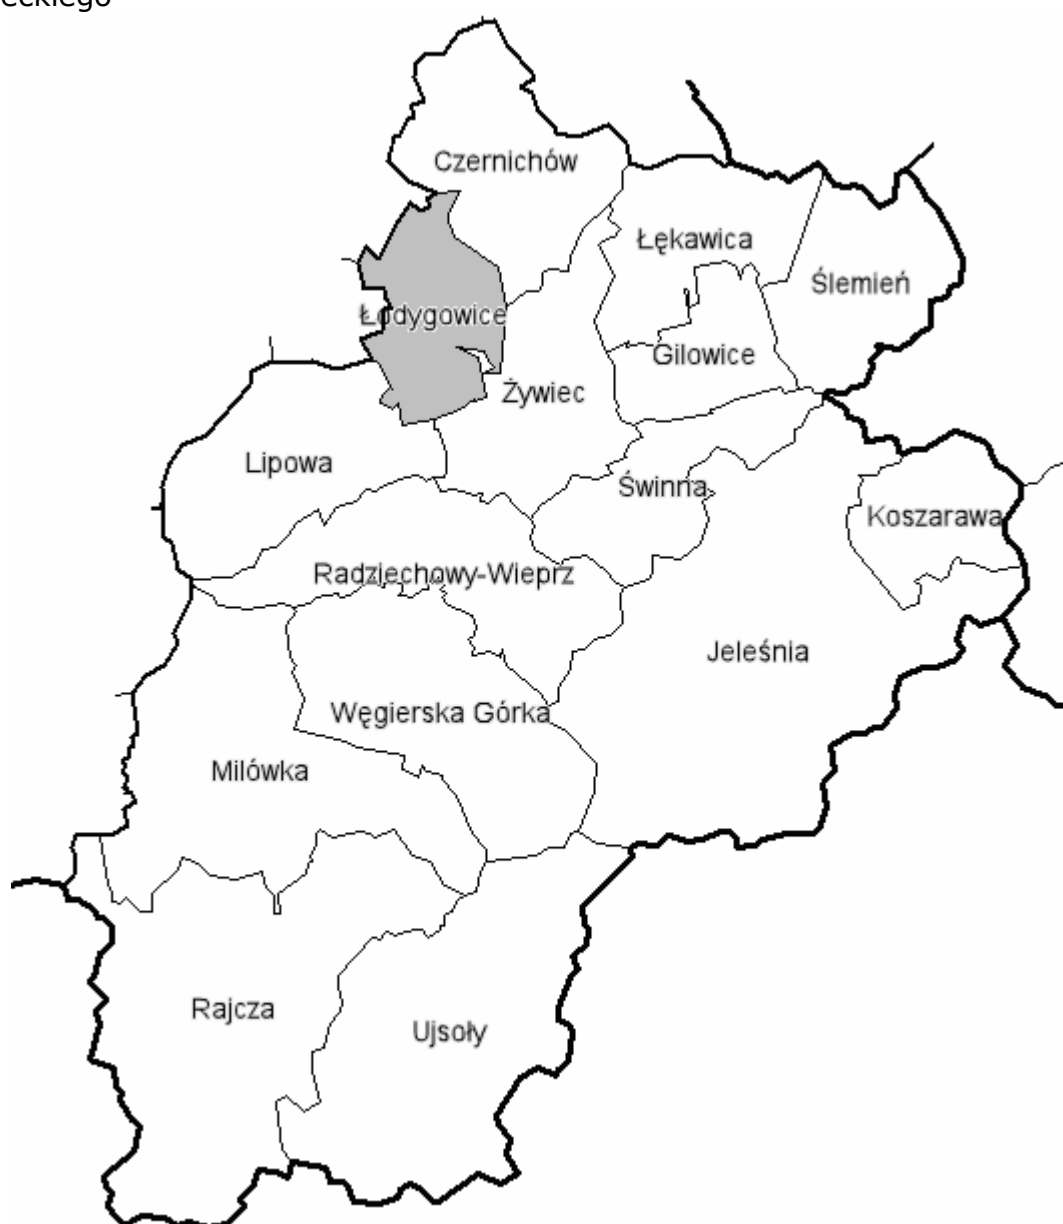 Czernichów
Łękawica
Ślemień
Łodygowice
Gilowice
Żywiec
Lipowa
Świnna
Koszarawa
Radziechowy-Wieprz
Jeleśnia
Węgierska Górka
Milówka
Rajcza
Ujsoły